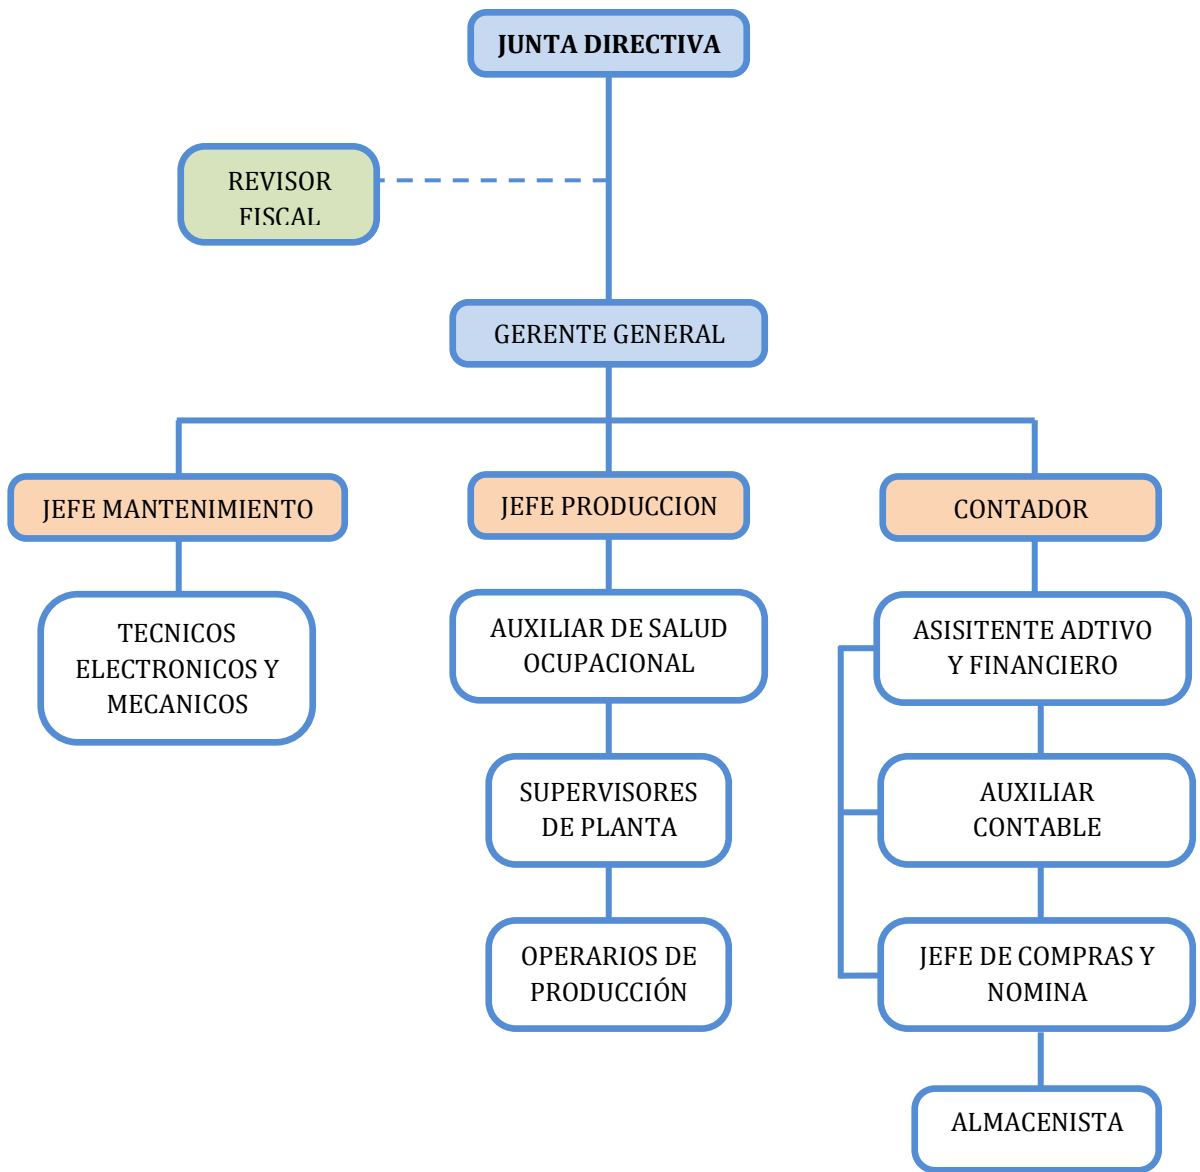 JUNTA DIRECTIVA
REVISOR
FISCAL
GERENTE GENERAL
JEFE MANTENIMIENTO
JEFE PRODUCCION
CONTADOR
TECNICOS
ELECTRONICOS Y
MECANICOS
AUXILIAR DE SALUD
OCUPACIONAL
ASISITENTE ADTIVO
Y FINANCIERO
SUPERVISORES
DE PLANTA
AUXILIAR
CONTABLE
OPERARIOS DE
PRODUCCIÓN
JEFE DE COMPRAS Y
NOMINA
ALMACENISTA